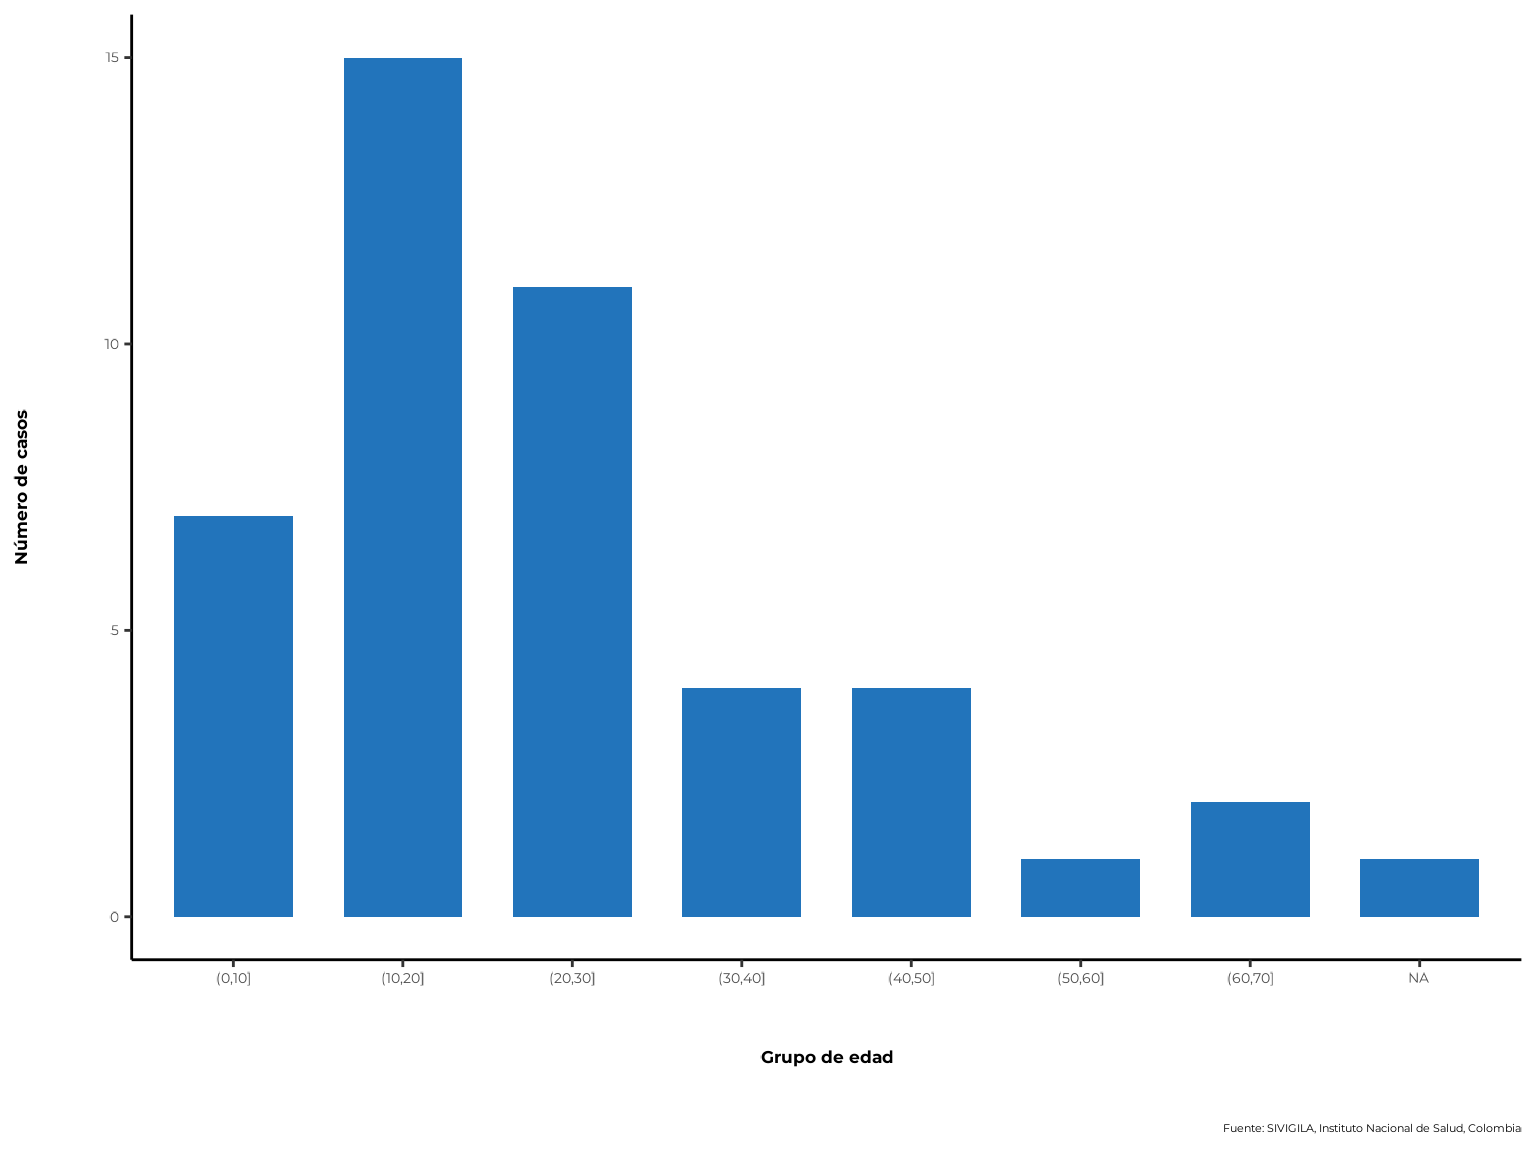 Número de casos
15
10
5
0
(0,10]
(10,20]
(20,30]
(30,40]
(40,50]
(50,60]
(60,70]
NA
Grupo de edad
Fuente: SIVIGILA, Instituto Nacional de Salud, Colombia